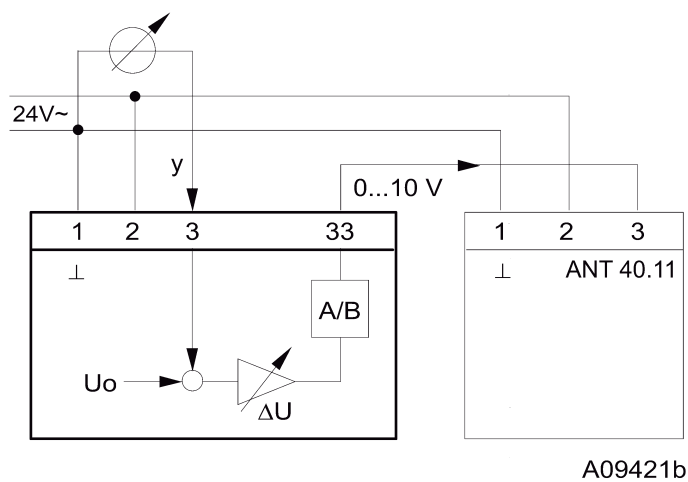 24V~
y
0...10 V
1 2 3 33
1 2 3
⊥
⊥ ANT 40.11
A/B
Uo
ΔU
A09421b